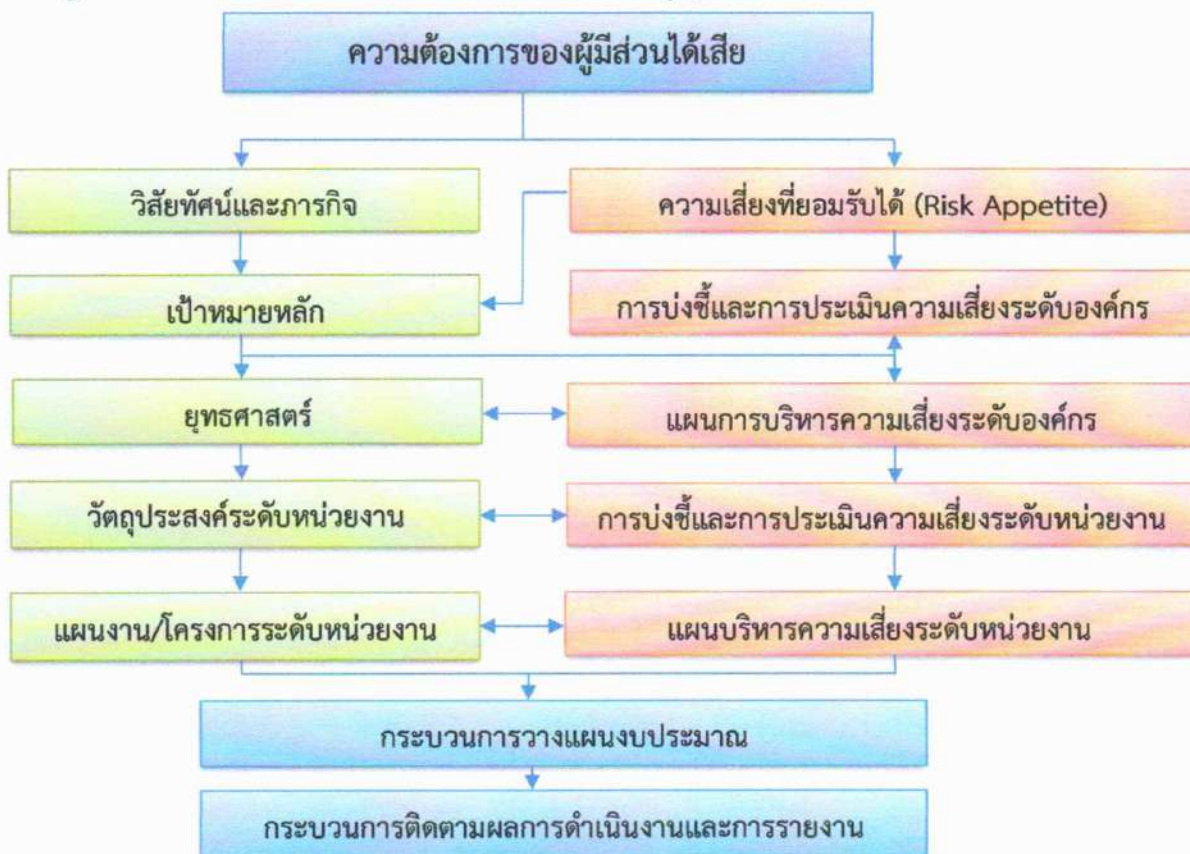 ความต้องการของผู้มีส่วนได้เสีย
วิสัยทัศน์และภารกิจ
ความเสี่ยงที่ยอมรับได้ (Risk Appetite)
เป้าหมายหลัก
การบ่งชี้และการประเมินความเสี่ยงระดับองค์กร
ยุทธศาสตร์
แผนการบริหารความเสี่ยงระดับองค์กร
วัตถุประสงค์ระดับหน่วยงาน
การบ่งชี้และการประเมินความเสี่ยงระดับหน่วยงาน
แผนงาน/โครงการระดับหน่วยงาน
แผนบริหารความเสี่ยงระดับหน่วยงาน
กระบวนการวางแผนงบประมาณ
กระบวนการติดตามผลการดำเนินงานและการรายงาน